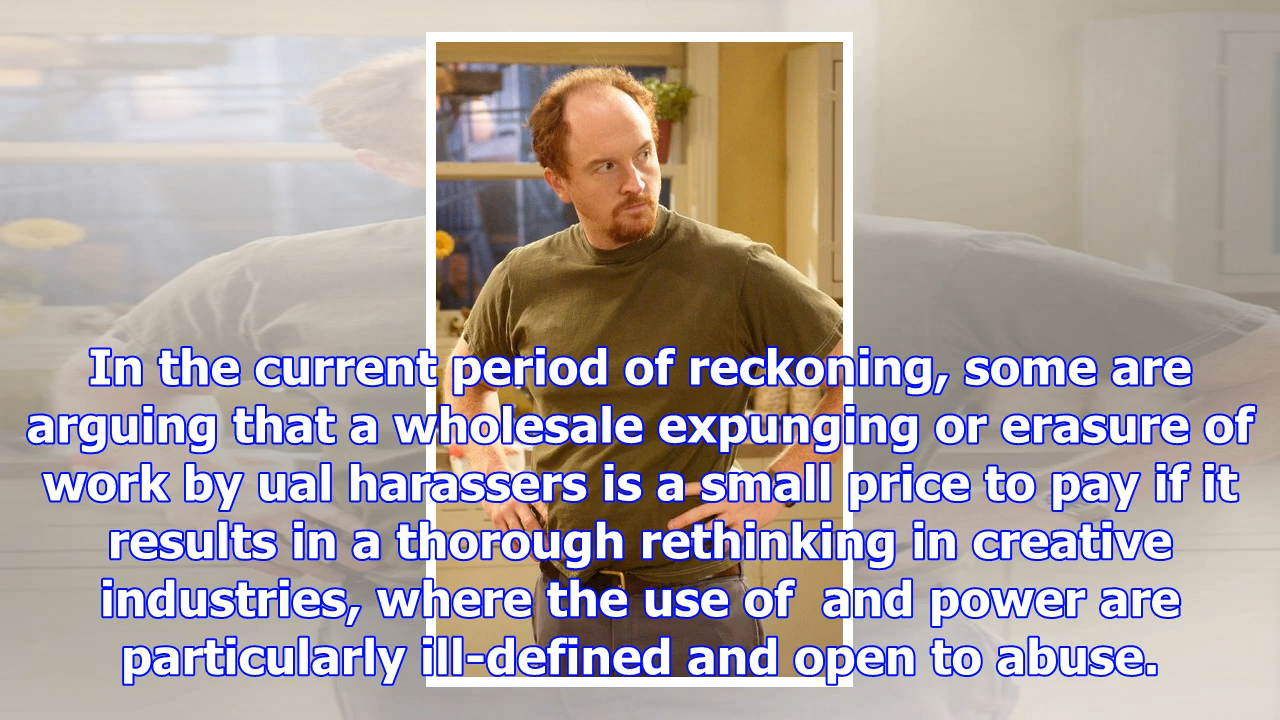 In the current period of reckoning, some are
arguing that a wholesale expunging or erasure of
work by ual harassers is a small price to pay if it
results in a thorough rethinking in creative
industries, where the use of  and power are
particularly ill-defined and open to abuse.